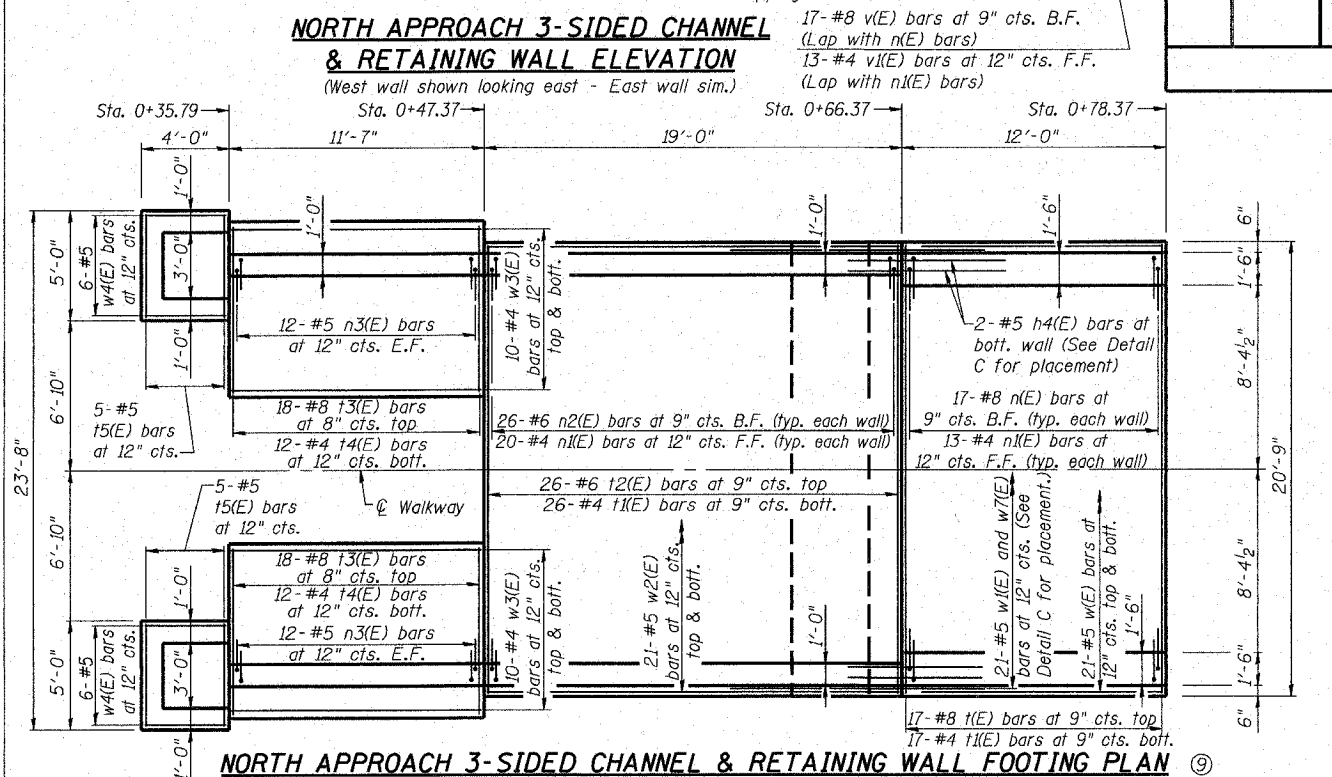 NORTH APPROACH 3-SIDED CHANNEL
& RETAINING WALL ELEVATION
(West wall shown looking east - East wall sim.)
17-#8 v(E) bars at 9" cts. B.F.
(Lap with n(E) bars)
13-#4 v1(E) bars at 12" cts. F.F.
(Lap with n1(E) bars)
Sta. 0+35.79
Sta. 0+47.37
Sta. 0+66.37
Sta. 0+78.37
4'-0"
11'-7"
19'-0"
12'-0"
1'-0"
1'-0"
1'-0"
1'-6"
6"
23'-8"
5'-0"
6-#5
w4(E) bars
at 12" cts.
3'-0"
1'-0"
12-#5 n3(E) bars
at 12" cts. E.F.
10-#4 w3(E)
bars at 12" cts.
top & bott.
2-#5 h4(E) bars at
bott. wall (See Detail
C for placement)
1'-6"
8'-4½"
6'-10"
5-#5
t5(E) bars
at 12" cts.
18-#8 t3(E) bars
at 8" cts. top
12-#4 t4(E) bars
at 12" cts. bott.
26-#6 n2(E) bars at 9" cts. B.F. (typ. each wall)
20-#4 n1(E) bars at 12" cts. F.F. (typ. each wall)
17-#8 n(E) bars at
9" cts. B.F. (typ. each wall)
13-#4 n1(E) bars at
12" cts. F.F. (typ. each wall)
20'-9"
5-#5
t5(E) bars
at 12" cts.
℄ Walkway
26-#6 t2(E) bars at 9" cts. top
26-#4 t1(E) bars at 9" cts. bott.
6'-10"
18-#8 t3(E) bars
at 8" cts. top
12-#4 t4(E) bars
at 12" cts. bott.
12-#5 n3(E) bars
at 12" cts. E.F.
10-#4 w3(E)
bars at 12" cts.
top & bott.
21-#5 w2(E)
bars at 12" cts.
top & bott.
1'-0"
21-#5 w1(E) and w7(E)
bars at 12" cts. (See
Detail C for placement.)
21-#5 w(E) bars at
12" cts. top & bott.
1'-6"
8'-4½"
1'-6"
6"
5'-0"
6-#5
w4(E) bars
at 12" cts.
1'-0"
3'-0"
1'-0"
17-#8 t(E) bars at 9" cts. top
17-#4 t1(E) bars at 9" cts. bott.
NORTH APPROACH 3-SIDED CHANNEL & RETAINING WALL FOOTING PLAN ⑨